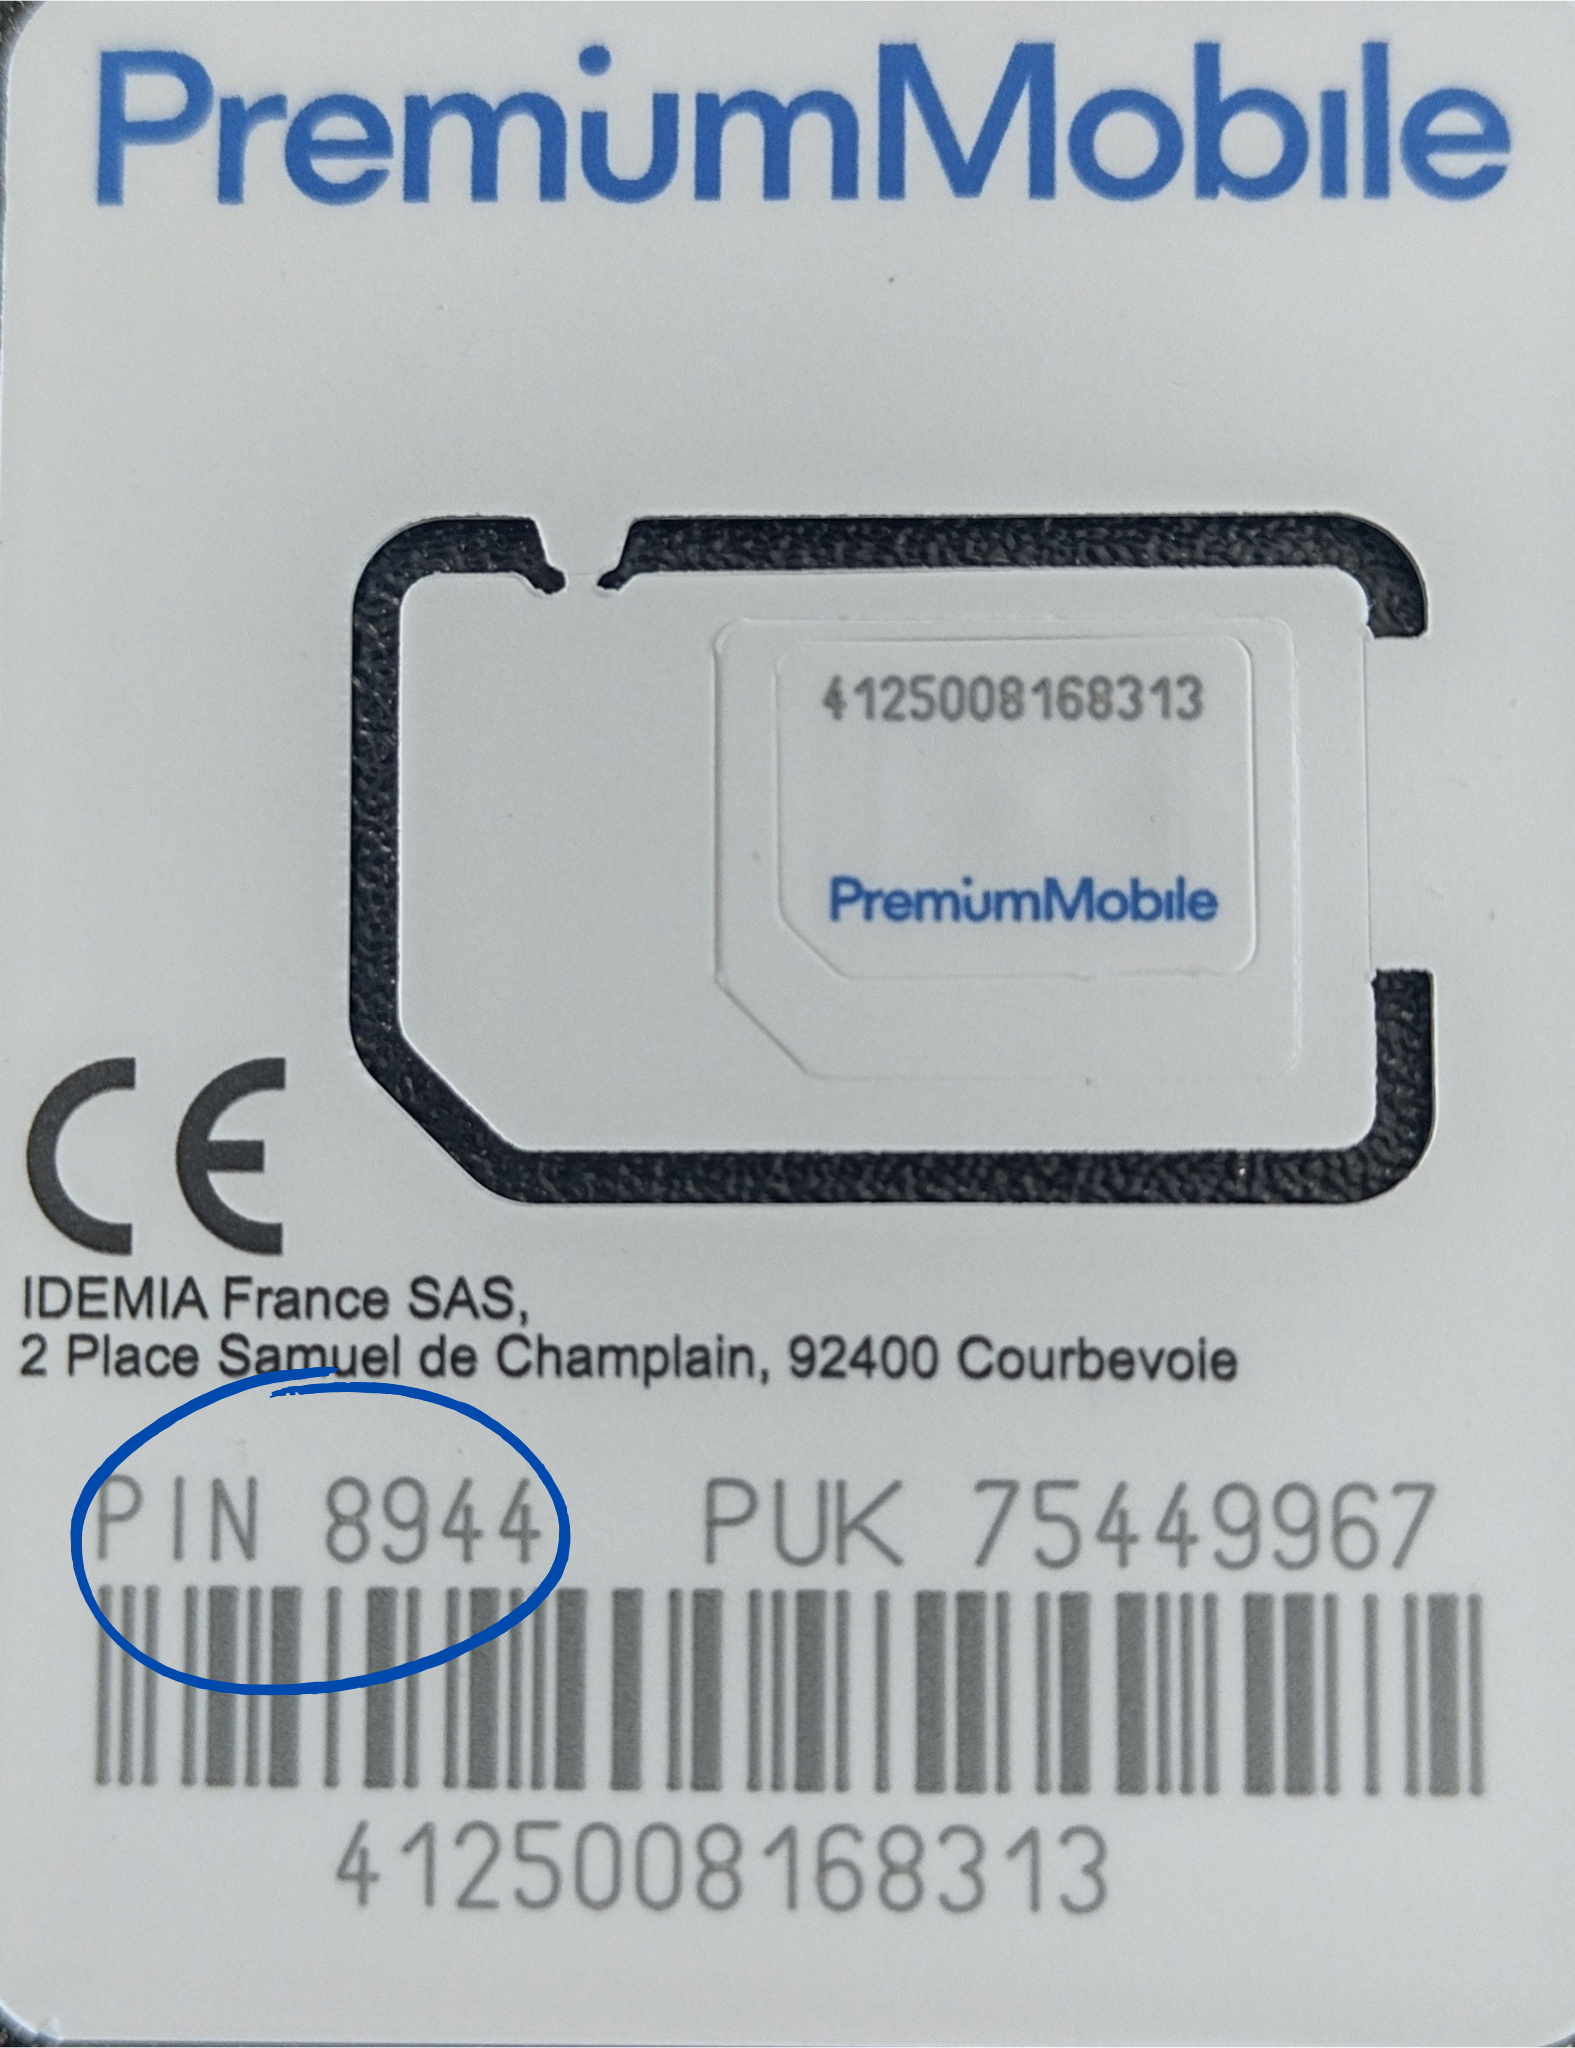 PremiumMobile
4125008168313
PremiumMobile
CE
IDEMIA France SAS,
2 Place Samuel de Champlain, 92400 Courbevoie
PIN 8944 PUK 75449967
4125008168313